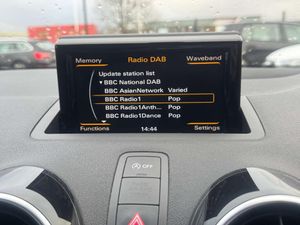 Memory Radio DAB Waveband
Update station list
BBC National DAB
BBC AsianNetwork Varied
BBC Radio1 Pop
BBC Radio1Anth... Pop
BBC Radio1Dance Pop
Functions 14:44 Settings
OFF